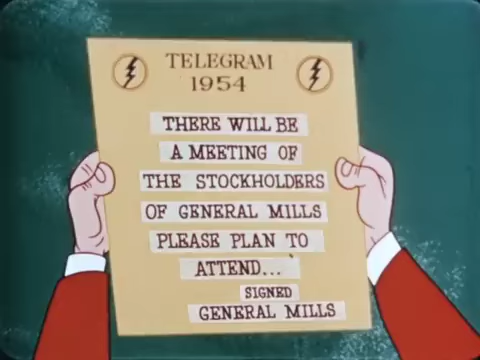 TELEGRAM
1954
THERE WILL BE
A MEETING OF
THE STOCKHOLDERS
OF GENERAL MILLS
PLEASE PLAN TO
ATTEND...
SIGNED
GENERAL MILLS